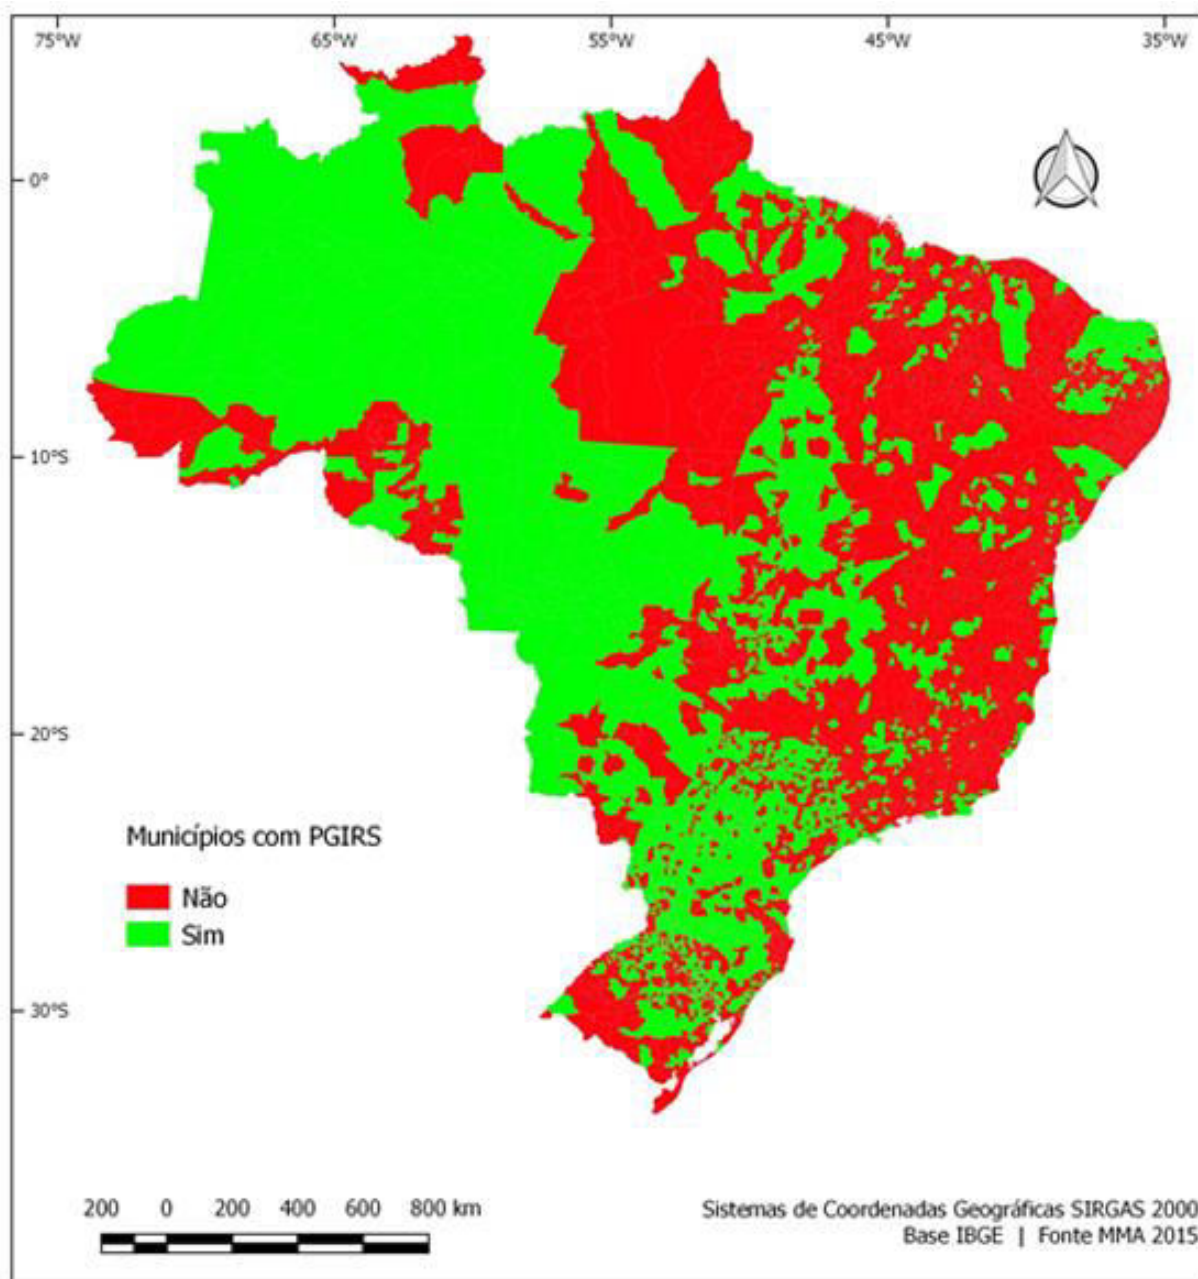 75°W 65°W 55°W 45°W 35°W
0°
10°S
20°S
Municípios com PGIRS
Não
Sim
30°S
200 0 200 400 600 800 km
Sistemas de Coordenadas Geográficas SIRGAS 2000
Base IBGE | Fonte MMA 2015